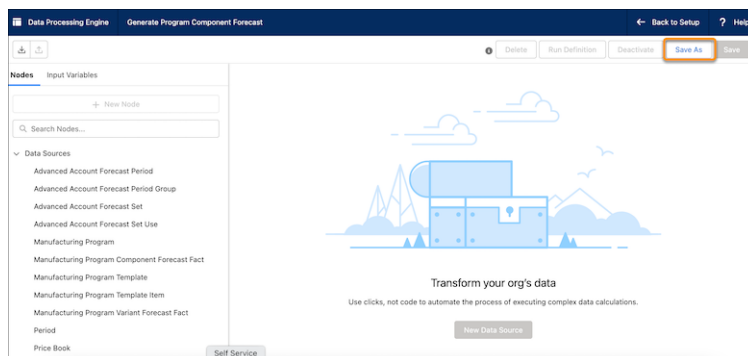 Data Processing Engine Generate Program Component Forecast Back to Setup ? Help
Delete Run Definition Deactivate Save As Save
Nodes Input Variables
+ New Node
Search Nodes...
Data Sources
Advanced Account Forecast Period
Advanced Account Forecast Period Group
Advanced Account Forecast Set
Advanced Account Forecast Set Use
Manufacturing Program
Manufacturing Program Component Forecast Fact
Manufacturing Program Template
Manufacturing Program Template Item
Manufacturing Program Variant Forecast Fact
Period
Price Book
Transform your org's data
Use clicks, not code to automate the process of executing complex data calculations.
New Data Source
Self Service